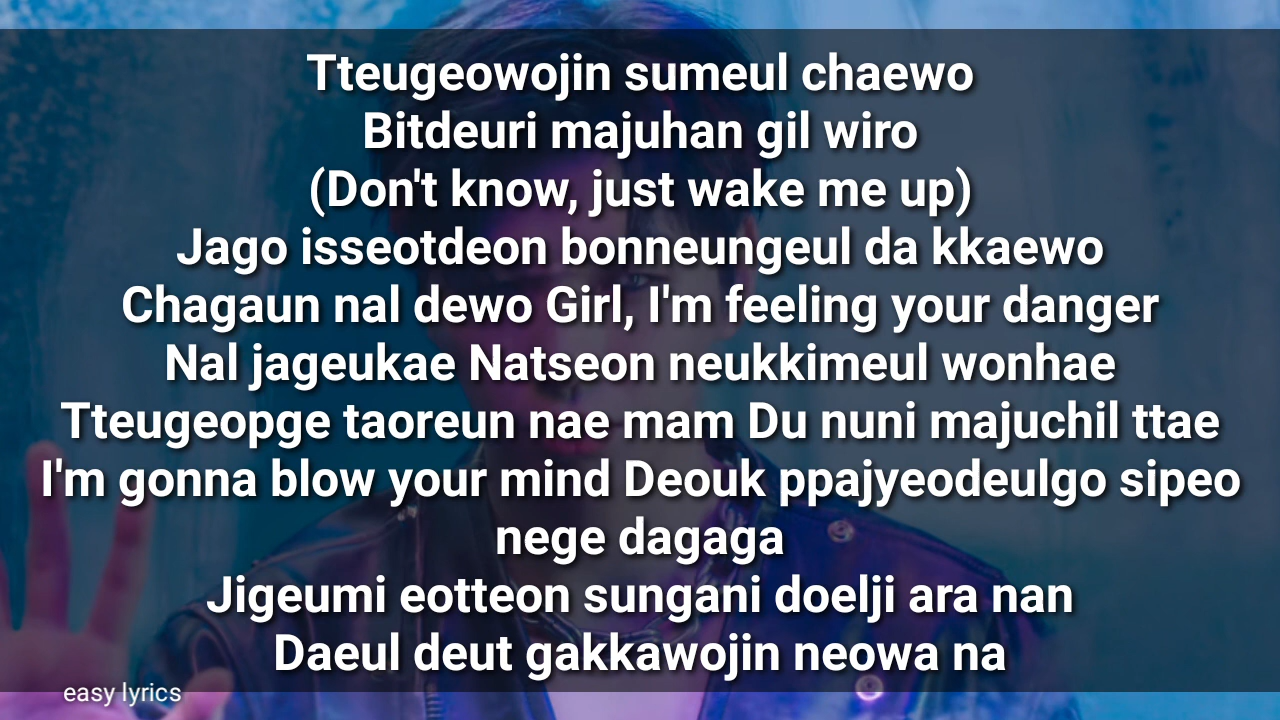 Tteugeowojin sumeul chaewo
Bitdeuri majuhan gil wiro
(Don't know, just wake me up)
Jago isseotdeon bonneungeul da kkaewo
Chagaun nal dewo Girl, I'm feeling your danger
Nal jageukae Natseon neukkimeul wonhae
Tteugeopge taoreun nae mam Du nuni majuchil ttae
I'm gonna blow your mind Deouk ppajyeodeulgo sipeo
nege dagaga
Jigeumi eotteon sungani doelji ara nan
Daeul deut gakkawojin neowa na
easy lyrics